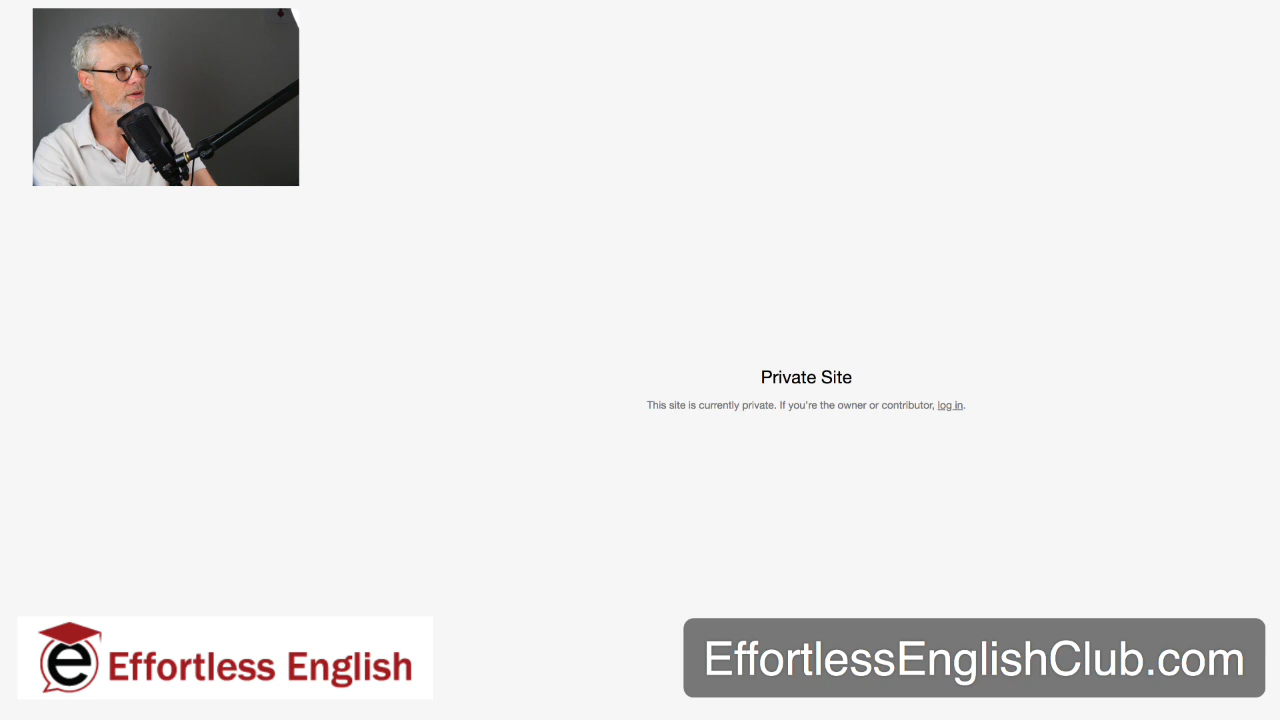 Private Site
This site is currently private. If you're the owner or contributor, log in.
Effortless English
EffortlessEnglishClub.com